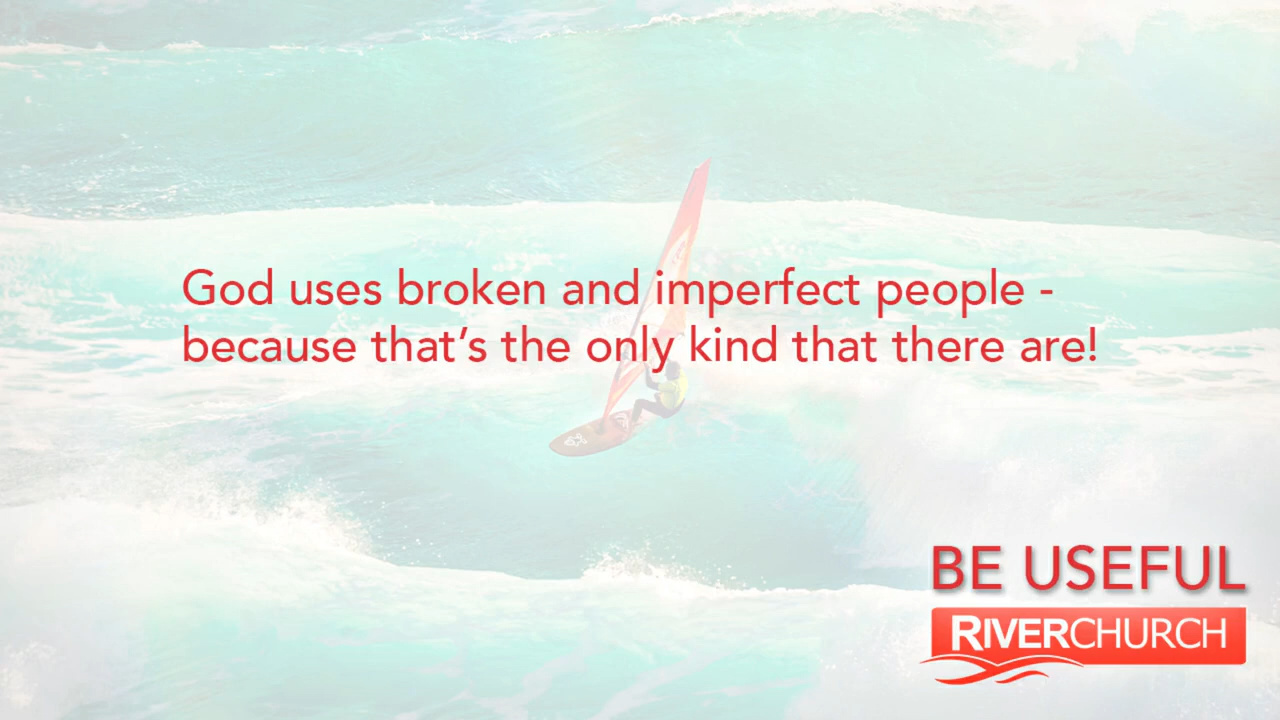 God uses broken and imperfect people -
because that’s the only kind that there are!
BE USEFUL
RIVERCHURCH